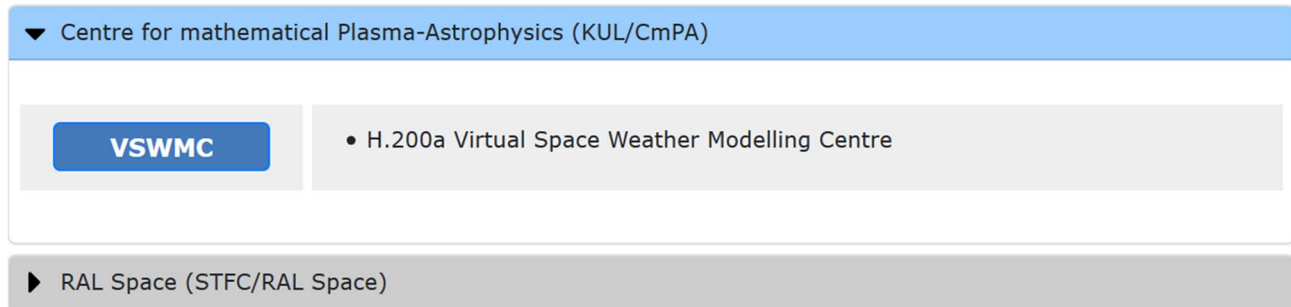 Centre for mathematical Plasma-Astrophysics (KUL/CmPA)
VSWMC
• H.200a Virtual Space Weather Modelling Centre
RAL Space (STFC/RAL Space)